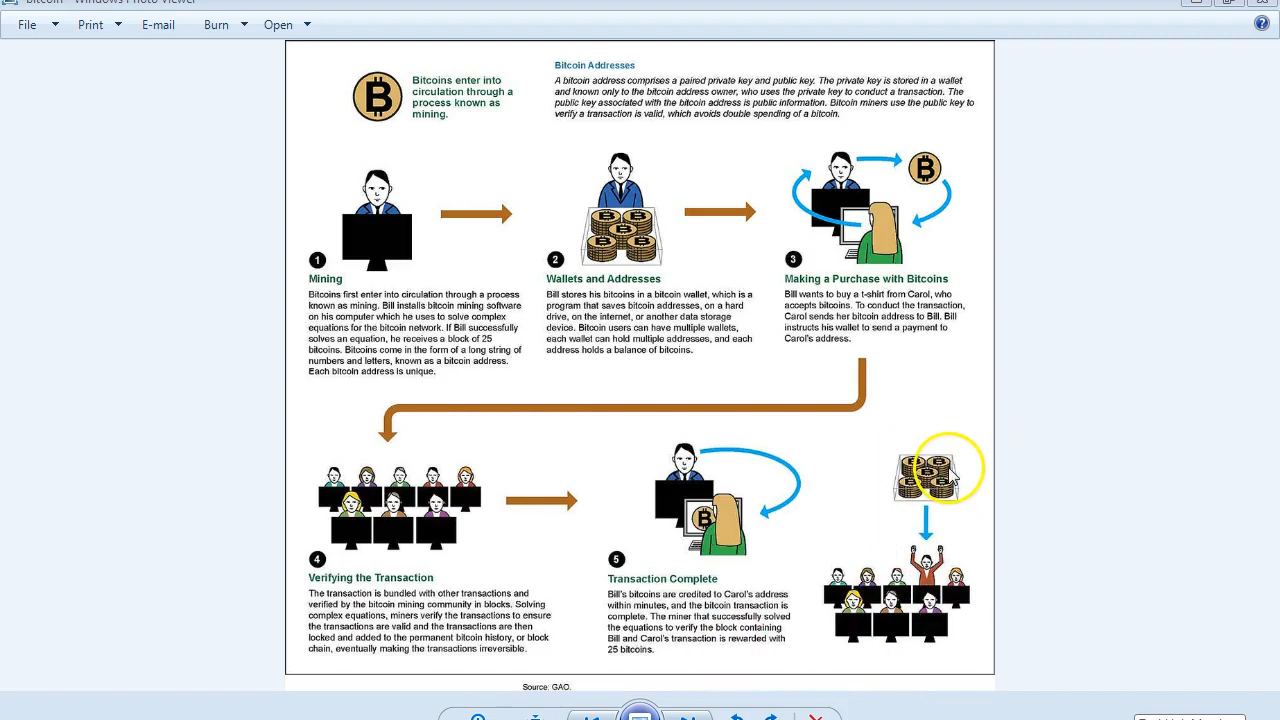 File
Print
E-mail
Burn
Open
Bitcoins enter into
circulation through a
process known as
mining.
Bitcoin Addresses
A bitcoin address comprises a paired private key and public key. The private key is stored in a wallet
and known only to the bitcoin address owner, who uses the private key to conduct a transaction. The
public key associated with the bitcoin address is public information. Bitcoin miners use the public key to
verify a transaction is valid, which avoids double spending of a bitcoin.
1
Mining
Bitcoins first enter into circulation through a process
known as mining. Bill installs bitcoin mining software
on his computer which he uses to solve complex
equations for the bitcoin network. If Bill successfully
solves an equation, he receives a block of 25
bitcoins. Bitcoins come in the form of a long string of
numbers and letters, known as a bitcoin address.
Each bitcoin address is unique.
2
Wallets and Addresses
Bill stores his bitcoins in a bitcoin wallet, which is a
program that saves bitcoin addresses, on a hard
drive, on the internet, or another data storage
device. Bitcoin users can have multiple wallets,
each wallet can hold multiple addresses, and each
address holds a balance of bitcoins.
3
Making a Purchase with Bitcoins
Bill wants to buy a t-shirt from Carol, who
accepts bitcoins. To conduct the transaction,
Carol sends her bitcoin address to Bill. Bill
instructs his wallet to send a payment to
Carol's address.
4
Verifying the Transaction
The transaction is bundled with other transactions and
verified by the bitcoin mining community in blocks. Solving
complex equations, miners verify the transactions to ensure
the transactions are valid and the transactions are then
locked and added to the permanent bitcoin history, or block
chain, eventually making the transactions irreversible.
5
Transaction Complete
Bill's bitcoins are credited to Carol's address
within minutes, and the bitcoin transaction is
complete. The miner that successfully solved
the equations to verify the block containing
Bill and Carol's transaction is rewarded with
25 bitcoins.
Source: GAO.